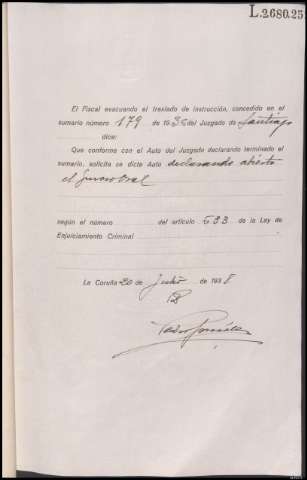 L.2680.25
El Fiscal evacuando el traslado de instrucción, concedido en el
sumario número 179 de 1936 del Juzgado de Santiago
dice:
Que conforme con el Auto del Juzgado declarando terminado el
sumario, solicita se dicte Auto declarando abierto
el juicio oral
según el número del artículo 633 de la Ley de
Enjuiciamiento Criminal
La Coruña 20 de de 1938